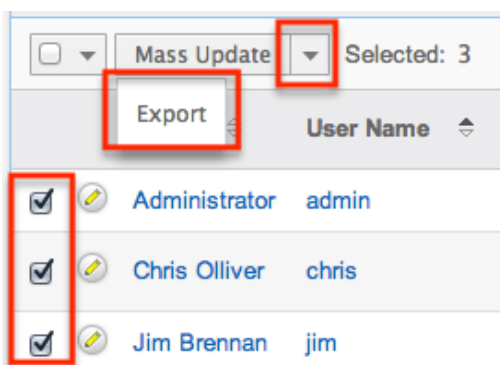 Mass Update Selected: 3
Export
User Name
Administrator admin
Chris Olliver chris
Jim Brennan jim